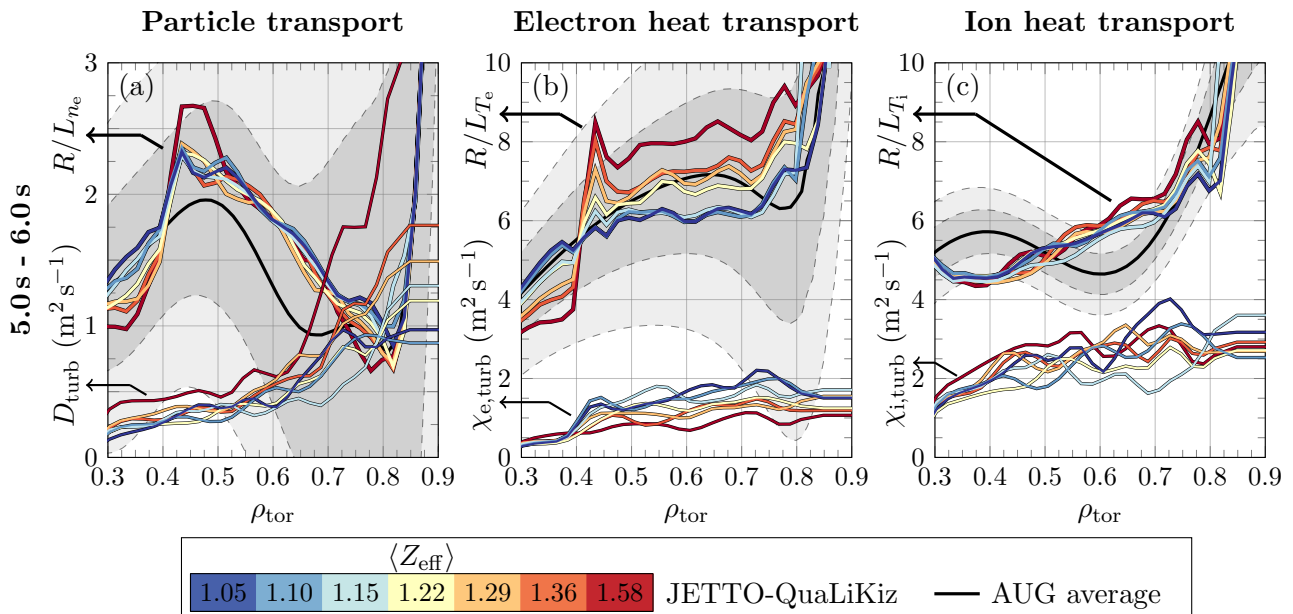 Particle transport
Electron heat transport
Ion heat transport
5.0 s - 6.0 s
(a)
R/L_{n_e}
D_turb (m² s⁻¹)
3
2
1
0
0.3 0.4 0.5 0.6 0.7 0.8 0.9
ρ_tor
(b)
R/L_{T_e}
χ_{e,turb} (m² s⁻¹)
10
8
6
4
2
0
0.3 0.4 0.5 0.6 0.7 0.8 0.9
ρ_tor
(c)
R/L_{T_i}
χ_{i,turb} (m² s⁻¹)
10
8
6
4
2
0
0.3 0.4 0.5 0.6 0.7 0.8 0.9
ρ_tor
⟨Z_eff⟩
1.05 1.10 1.15 1.22 1.29 1.36 1.58 JETTO-QuaLiKiz AUG average